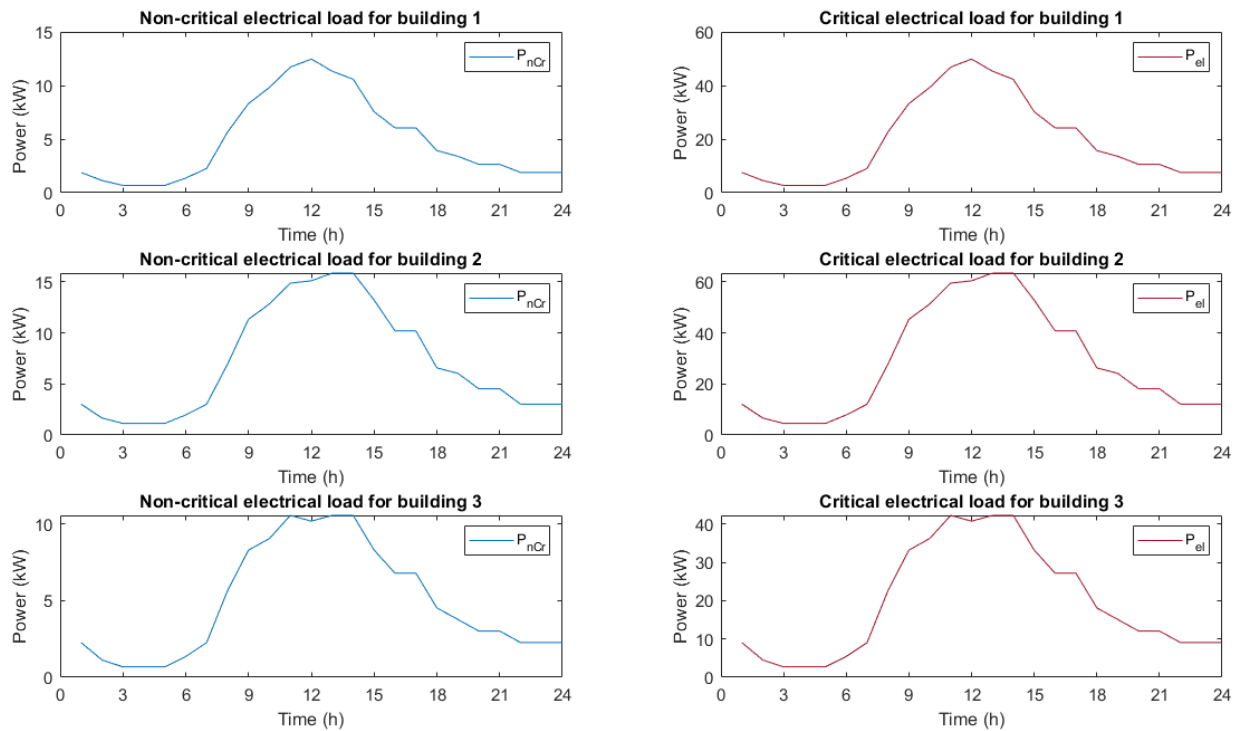 Non-critical electrical load for building 1
15
10
5
0
Power (kW)
P_nCr
0 3 6 9 12 15 18 21 24
Time (h)
Critical electrical load for building 1
60
40
20
0
Power (kW)
P_el
0 3 6 9 12 15 18 21 24
Time (h)
Non-critical electrical load for building 2
15
10
5
0
Power (kW)
P_nCr
0 3 6 9 12 15 18 21 24
Time (h)
Critical electrical load for building 2
60
40
20
0
Power (kW)
P_el
0 3 6 9 12 15 18 21 24
Time (h)
Non-critical electrical load for building 3
10
5
0
Power (kW)
P_nCr
0 3 6 9 12 15 18 21 24
Time (h)
Critical electrical load for building 3
40
30
20
10
0
Power (kW)
P_el
0 3 6 9 12 15 18 21 24
Time (h)